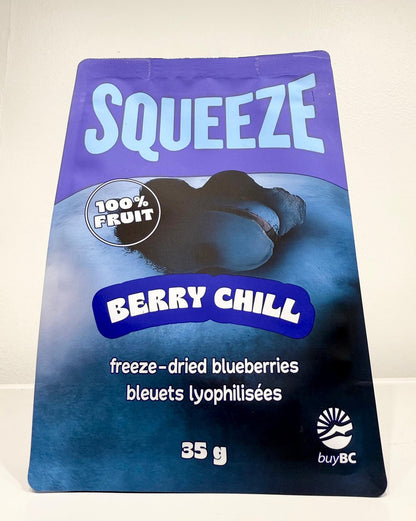 SQUEEZE
100%
FRUIT
BERRY CHILL
freeze-dried blueberries
bleuets lyophilisées
35 g
buyBC